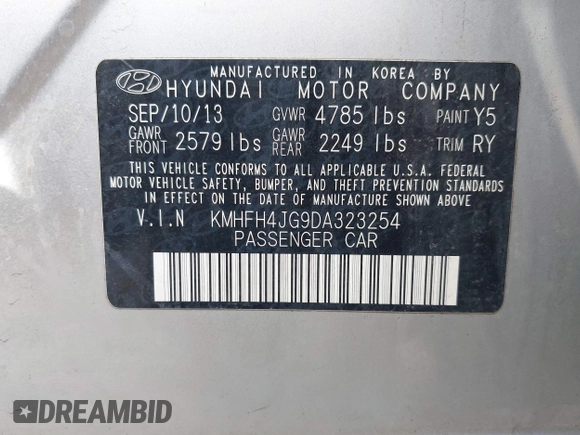 MANUFACTURED IN KOREA BY
HYUNDAI MOTOR COMPANY
SEP/10/13 GVWR 4785 lbs PAINT Y5
GAWR FRONT 2579 lbs GAWR REAR 2249 lbs TRIM RY
THIS VEHICLE CONFORMS TO ALL APPLICABLE U.S.A. FEDERAL
MOTOR VEHICLE SAFETY, BUMPER, AND THEFT PREVENTION
STANDARDS IN EFFECT ON THE DATE OF MANUFACTURE SHOWN ABOVE.
V.I.N KMHFH4JG9DA323254
PASSENGER CAR
DREAMBID